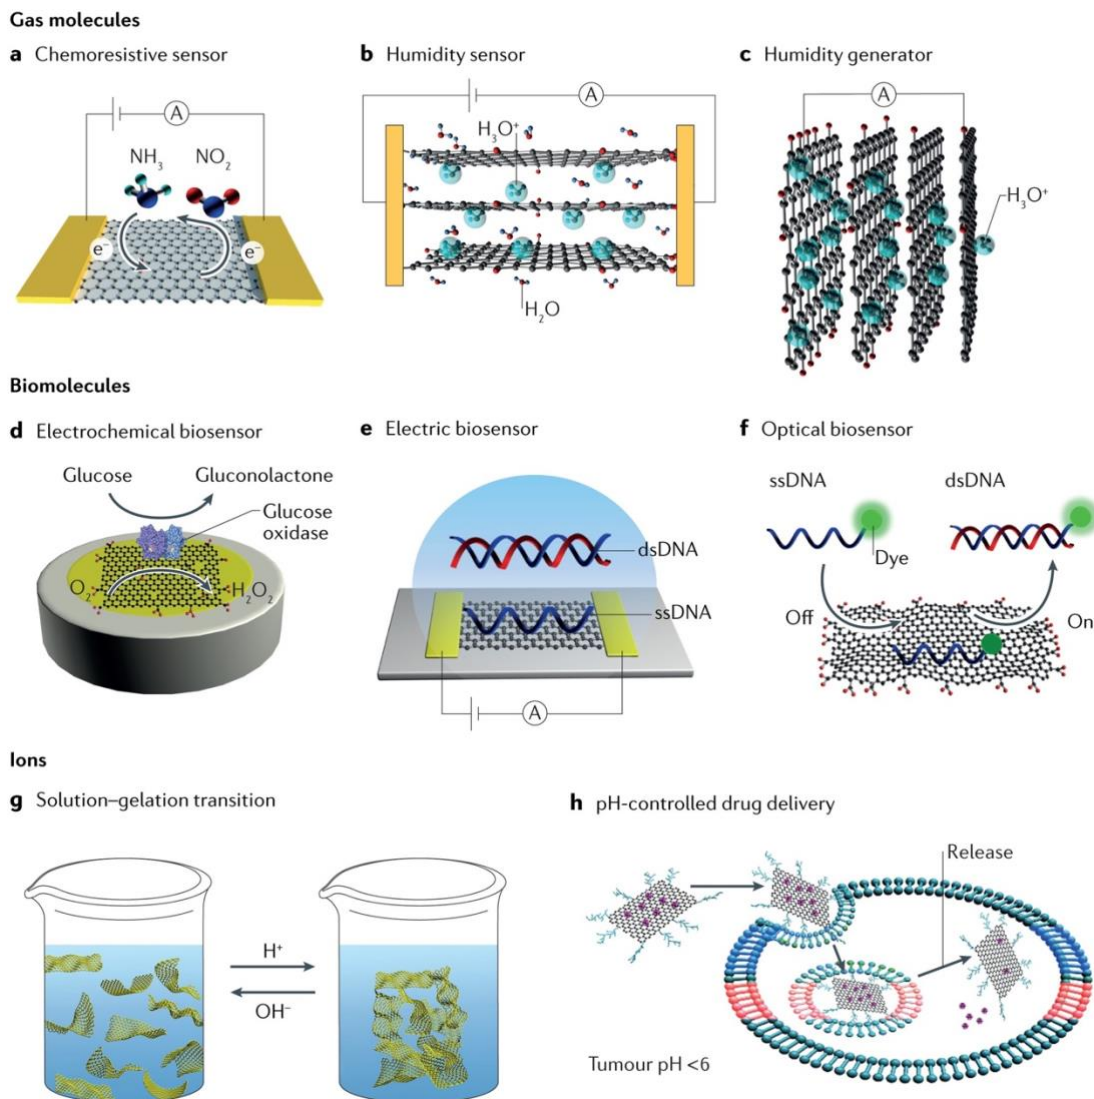 Gas molecules
a Chemoresistive sensor
A
NH₃
NO₂
e⁻
e⁻
b Humidity sensor
A
H₃O⁺
H₂O
c Humidity generator
A
H₃O⁺
Biomolecules
d Electrochemical biosensor
Glucose
Gluconolactone
Glucose
oxidase
O₂
H₂O₂
e Electric biosensor
dsDNA
ssDNA
A
f Optical biosensor
ssDNA
dsDNA
Dye
Off
On
Ions
g Solution–gelation transition
H⁺
OH⁻
h pH-controlled drug delivery
Release
Tumour pH <6